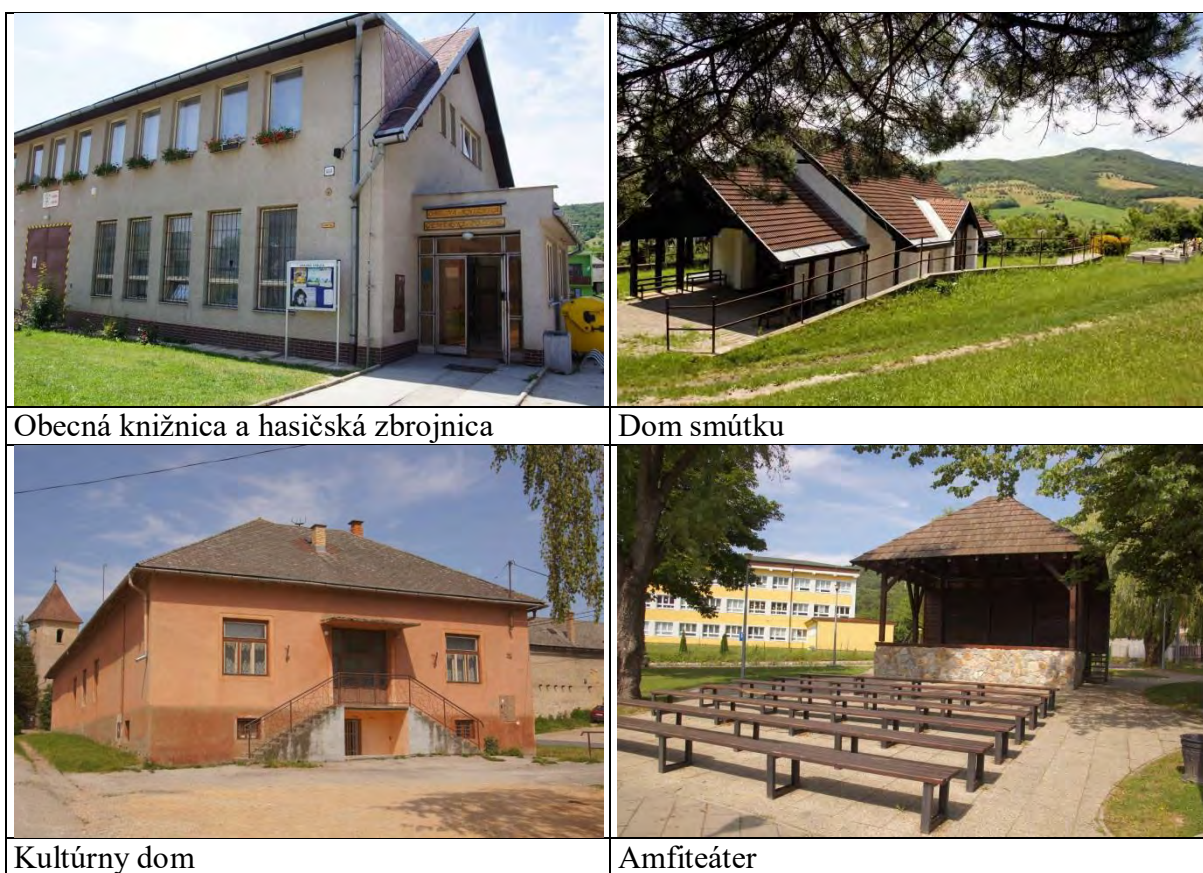 Obecná knižnica a hasičská zbrojnica
Dom smútku
Kultúrny dom
Amfiteáter